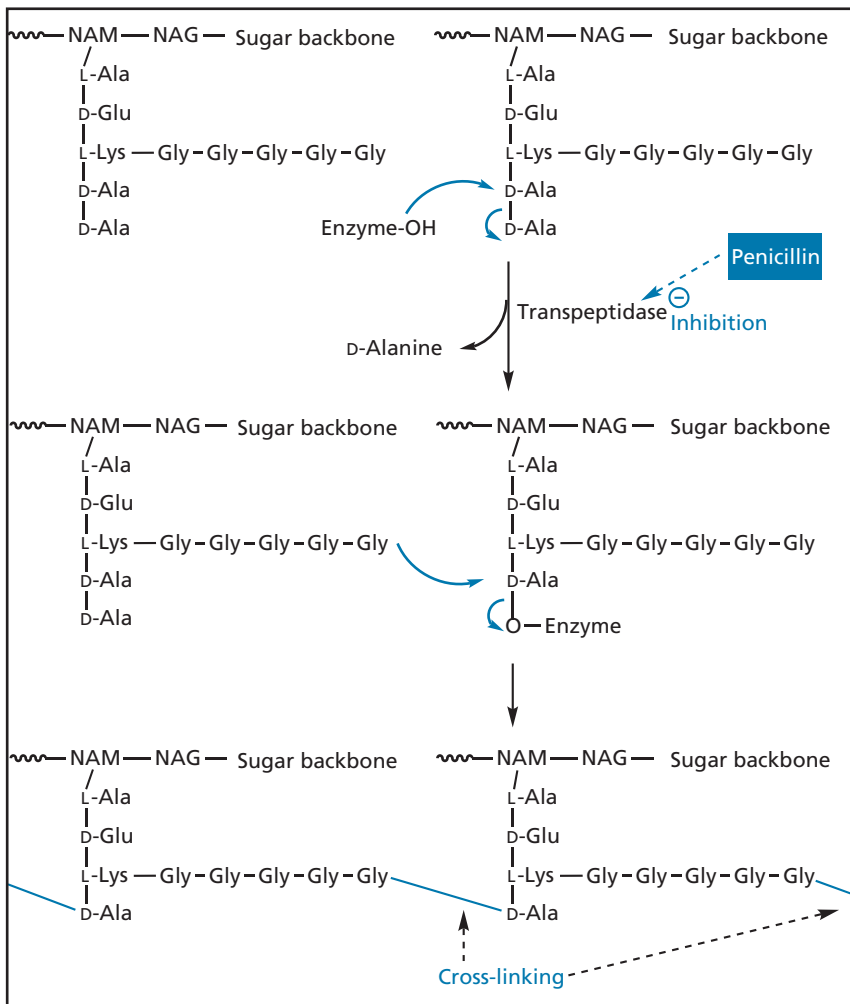 NAM — NAG — Sugar backbone NAM — NAG — Sugar backbone
L-Ala L-Ala
D-Glu D-Glu
L-Lys — Gly – Gly – Gly – Gly – Gly L-Lys — Gly – Gly – Gly – Gly – Gly
D-Ala D-Ala
D-Ala Enzyme-OH D-Ala
Penicillin
Transpeptidase ⊖
Inhibition
D-Alanine
NAM — NAG — Sugar backbone NAM — NAG — Sugar backbone
L-Ala L-Ala
D-Glu D-Glu
L-Lys — Gly – Gly – Gly – Gly – Gly L-Lys — Gly – Gly – Gly – Gly – Gly
D-Ala D-Ala
D-Ala O — Enzyme
NAM — NAG — Sugar backbone NAM — NAG — Sugar backbone
L-Ala L-Ala
D-Glu D-Glu
L-Lys — Gly – Gly – Gly – Gly – Gly L-Lys — Gly – Gly – Gly – Gly – Gly
D-Ala D-Ala
Cross-linking